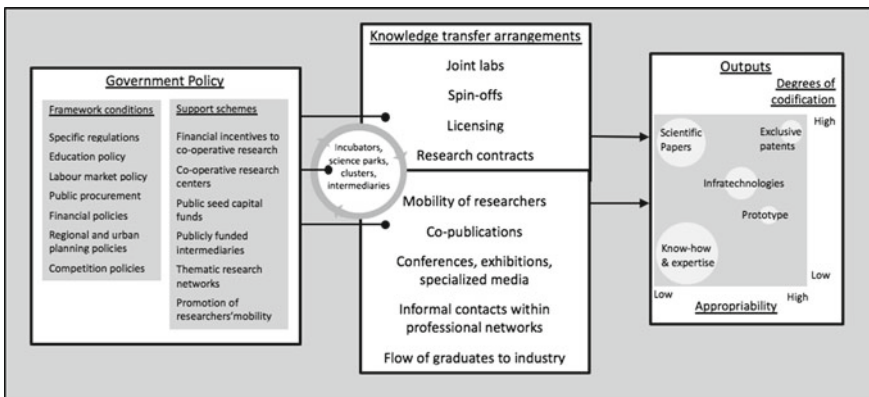 Government Policy
Framework conditions
Specific regulations
Education policy
Labour market policy
Public procurement
Financial policies
Regional and urban
planning policies
Competition policies
Support schemes
Financial incentives to
co-operative research
Co-operative research
centers
Public seed capital
funds
Publicly funded
intermediaries
Thematic research
networks
Promotion of
researchers'mobility
Incubators,
science parks,
clusters,
intermediaries
Knowledge transfer arrangements
Joint labs
Spin-offs
Licensing
Research contracts
Mobility of researchers
Co-publications
Conferences, exhibitions,
specialized media
Informal contacts within
professional networks
Flow of graduates to industry
Outputs
Degrees of
codification
High
Scientific
Papers
Exclusive
patents
Infratechnologies
Prototype
Know-how
& expertise
Low
Low
High
Appropriability